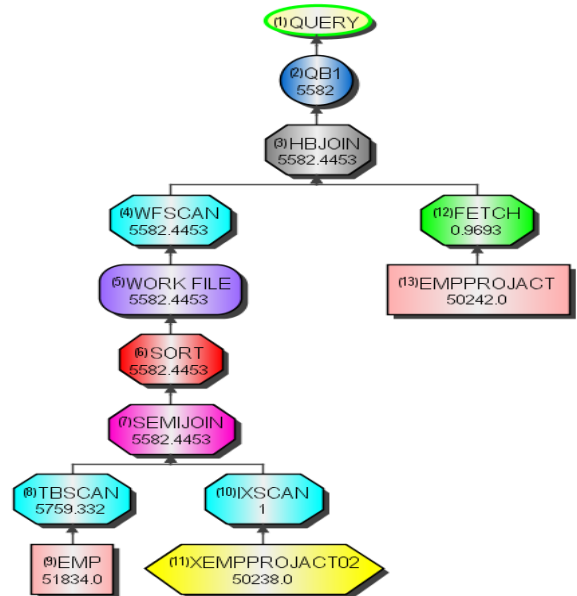 (1)QUERY
(2)QB1
5582
(3)HBJOIN
5582.4453
(4)WFSCAN
5582.4453
(12)FETCH
0.9693
(5)WORK FILE
5582.4453
(13)EMPPROJACT
50242.0
(6)SORT
5582.4453
(7)SEMIJOIN
5582.4453
(8)TBSCAN
5759.332
(10)IXSCAN
1
(9)EMP
51834.0
(11)XEMPPROJACT02
50238.0